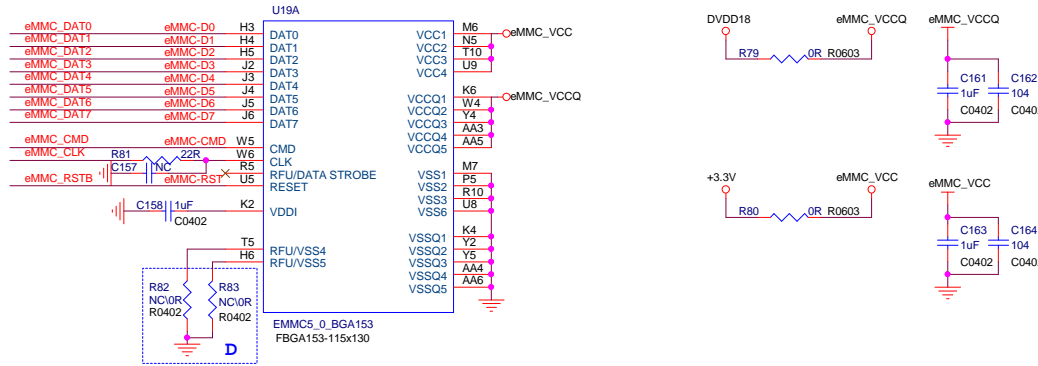 U19A
eMMC_DAT0 eMMC-D0 H3 DAT0
eMMC_DAT1 eMMC-D1 H4 DAT1
eMMC_DAT2 eMMC-D2 H5 DAT2
eMMC_DAT3 eMMC-D3 J2 DAT3
eMMC_DAT4 eMMC-D4 J3 DAT4
eMMC_DAT5 eMMC-D5 J4 DAT5
eMMC_DAT6 eMMC-D6 J5 DAT6
eMMC_DAT7 eMMC-D7 J6 DAT7
eMMC_CMD eMMC-CMD W5 CMD
eMMC_CLK R81 22R W6 CLK
C157 NC R5 RFU/DATA STROBE
eMMC_RSTB eMMC-RST U5 RESET
C158 1uF C0402 K2 VDDI
T5 RFU/VSS4
H6 RFU/VSS5
R82 NC\0R R0402
R83 NC\0R R0402
D
VCC1 M6 eMMC_VCC
VCC2 N5
VCC3 T10
VCC4 U9
VCCQ1 K6 eMMC_VCCQ
VCCQ2 W4
VCCQ3 Y4
VCCQ4 AA3
VCCQ5 AA5
VSS1 M7
VSS2 P5
VSS3 R10
VSS6 U8
VSSQ1 K4
VSSQ2 Y2
VSSQ3 Y5
VSSQ4 AA4
VSSQ5 AA6
EMMC5_0_BGA153
FBGA153-115x130
DVDD18 eMMC_VCCQ
R79 0R R0603
eMMC_VCCQ
C161 1uF C0402
C162 104 C040
+3.3V eMMC_VCC
R80 0R R0603
eMMC_VCC
C163 1uF C0402
C164 104 C040